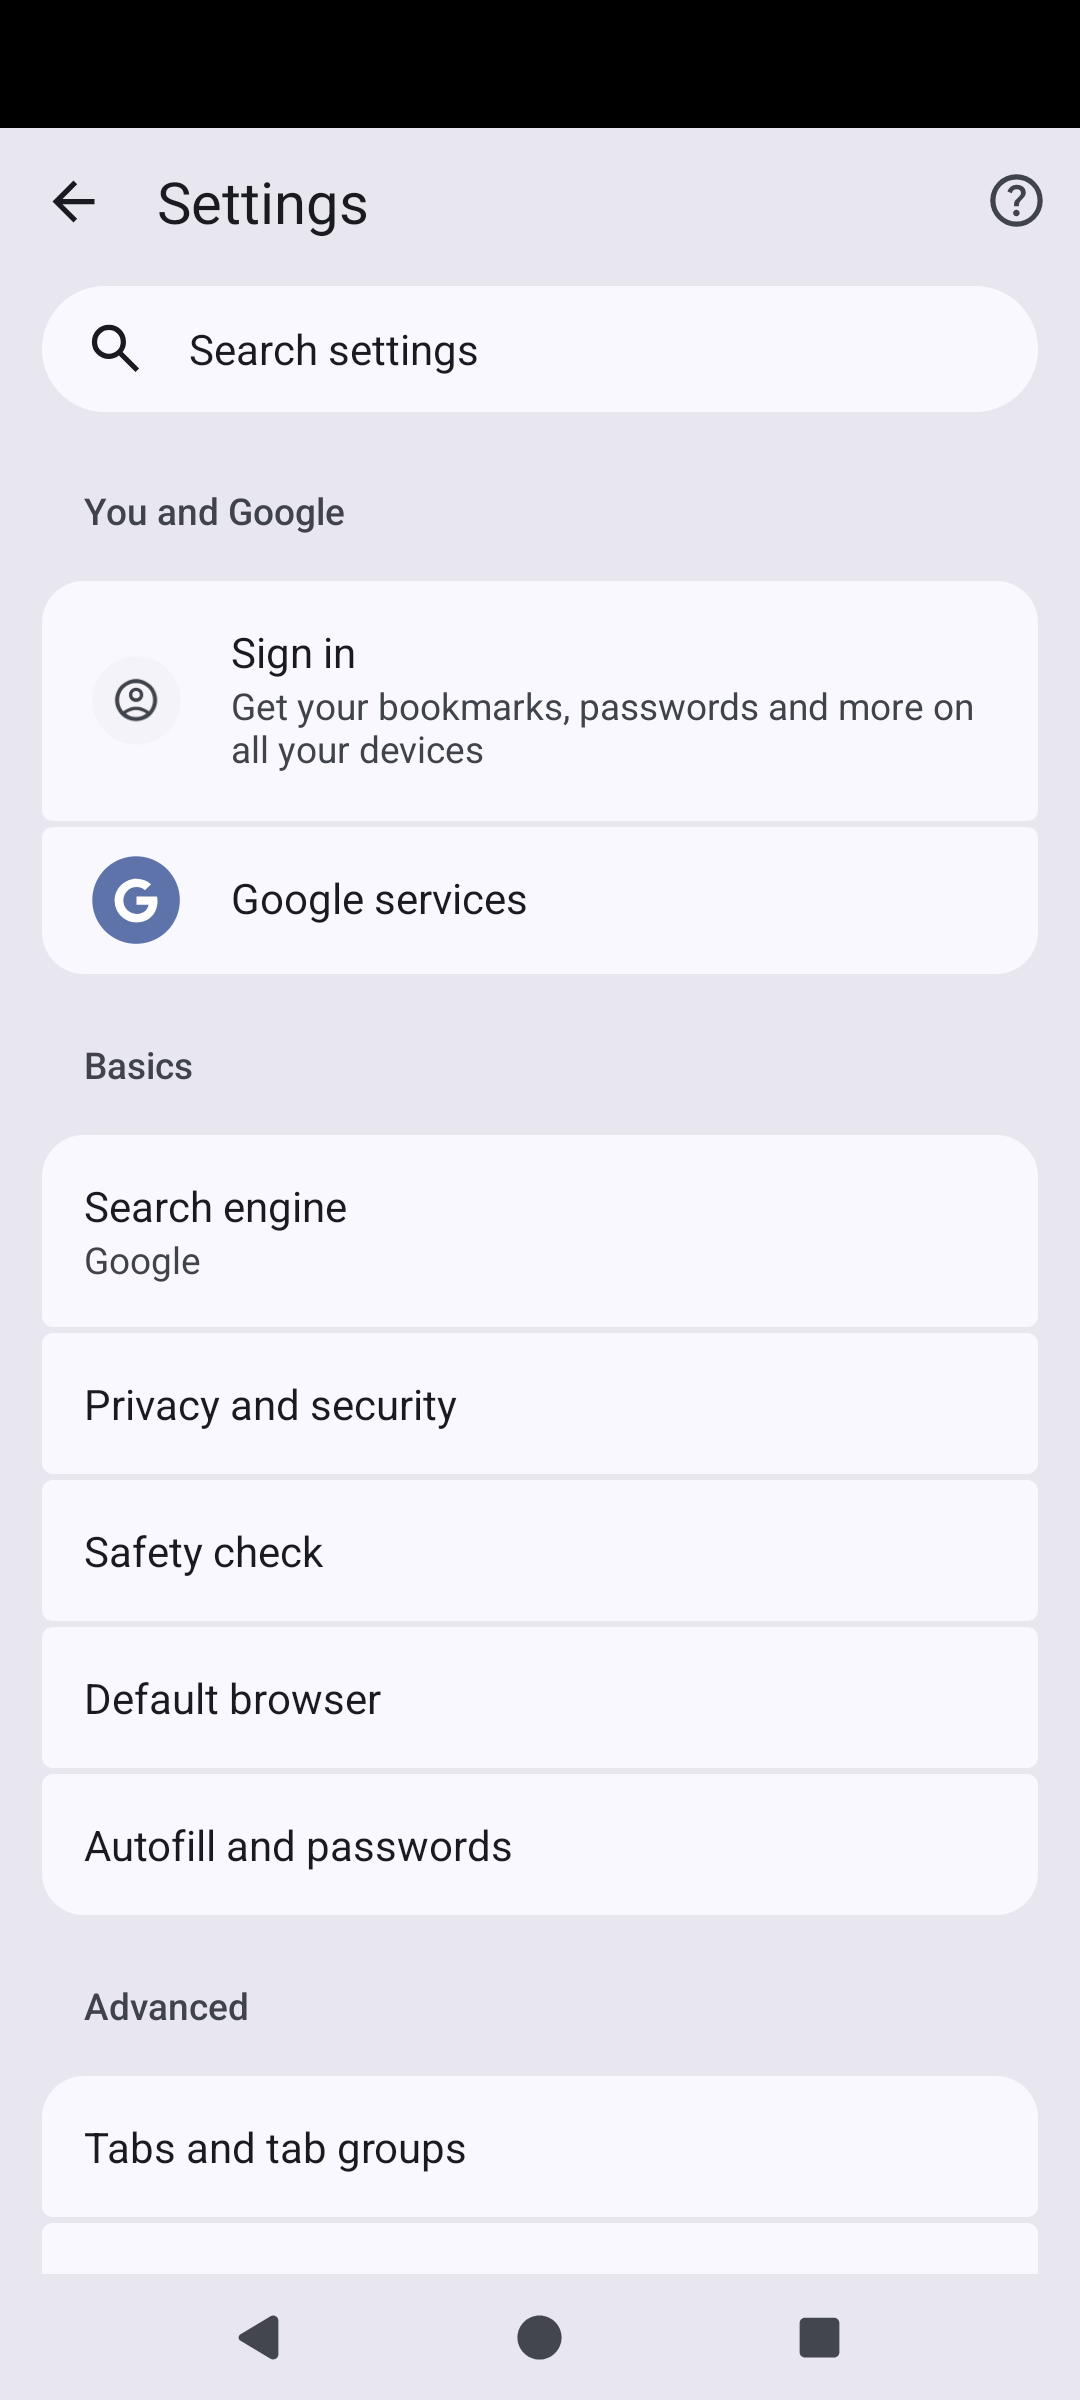 Settings
Search settings
You and Google
Sign in
Get your bookmarks, passwords and more on
all your devices
Google services
Basics
Search engine
Google
Privacy and security
Safety check
Default browser
Autofill and passwords
Advanced
Tabs and tab groups